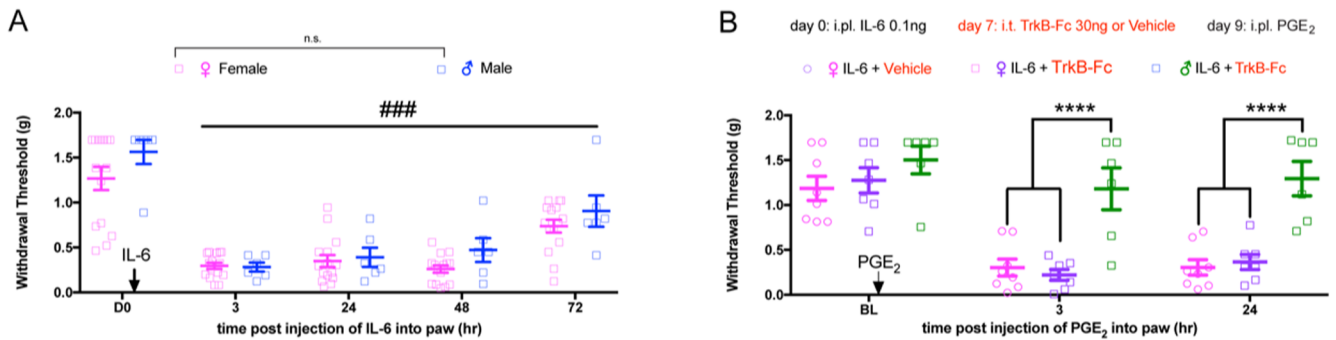 A
n.s.
♀ Female
♂ Male
###
Withdrawal Threshold (g)
2.0
1.5
1.0
0.5
0.0
IL-6
D0 3 24 48 72
time post injection of IL-6 into paw (hr)
B
day 0: i.pl. IL-6 0.1ng day 7: i.t. TrkB-Fc 30ng or Vehicle day 9: i.pl. PGE₂
♀ IL-6 + Vehicle ♀ IL-6 + TrkB-Fc ♂ IL-6 + TrkB-Fc
**** ****
Withdrawal Threshold (g)
2.0
1.5
1.0
0.5
0.0
PGE₂
BL 3 24
time post injection of PGE₂ into paw (hr)